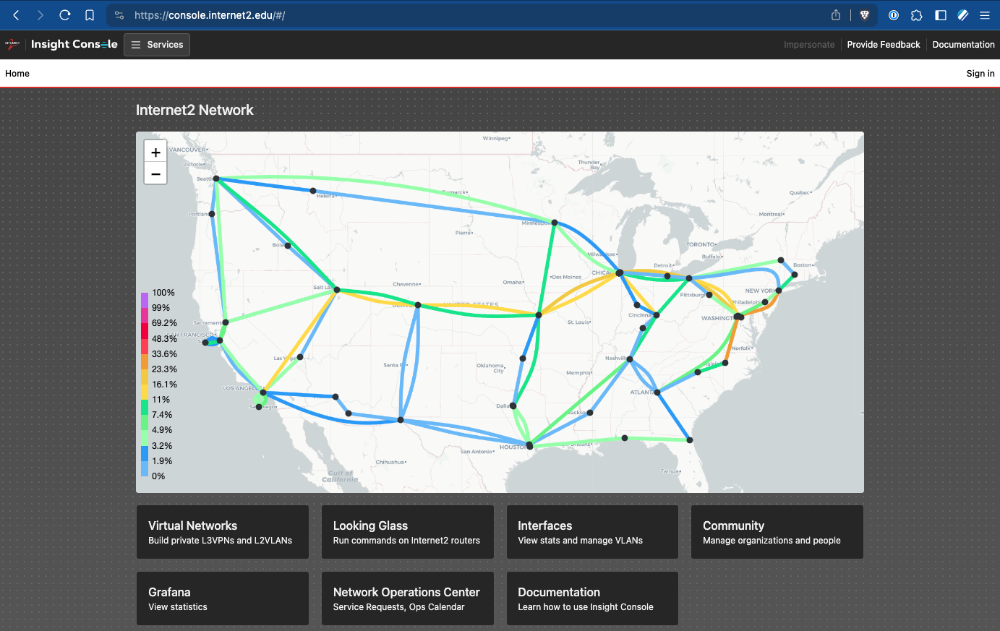 https://console.internet2.edu/#/
INTERNET
Insight Console
Services
Impersonate
Provide Feedback
Documentation
Home
Sign in
Internet2 Network
+
−
Winnipeg
VANCOUVER
Victoria
Thunder
Bay
Seattle
Helena
Bismarck
Quebec
Portland
Montreal
Minneapolis
Pierre
Boise
TORONTO
Milwaukee
Buffalo
Detroit
Boston
CHICAGO
Des Moines
Omaha
Cheyenne
Salt La
NEW YORK
Pittsburgh
Philadelphia
DENVER
UNITED STATES
Cincinnati
WASHINGTON
St. Louis
Sacramento
SAN FRANCISCO
Norfolk
Las Vegas
Nashville
Raleigh
Santa Fe
Oklahoma
City
Memphis
LOS ANGELES
ATLANTA
Dallas
San Diego
Jackson
HOUSTON
New Orleans
San Antonio
Chihuahua
Tampa
Gulf of
California
100%
99%
69.2%
48.3%
33.6%
23.3%
16.1%
11%
7.4%
4.9%
3.2%
1.9%
0%
Virtual Networks
Build private L3VPNs and L2VLANs
Looking Glass
Run commands on Internet2 routers
Interfaces
View stats and manage VLANs
Community
Manage organizations and people
Grafana
View statistics
Network Operations Center
Service Requests, Ops Calendar
Documentation
Learn how to use Insight Console